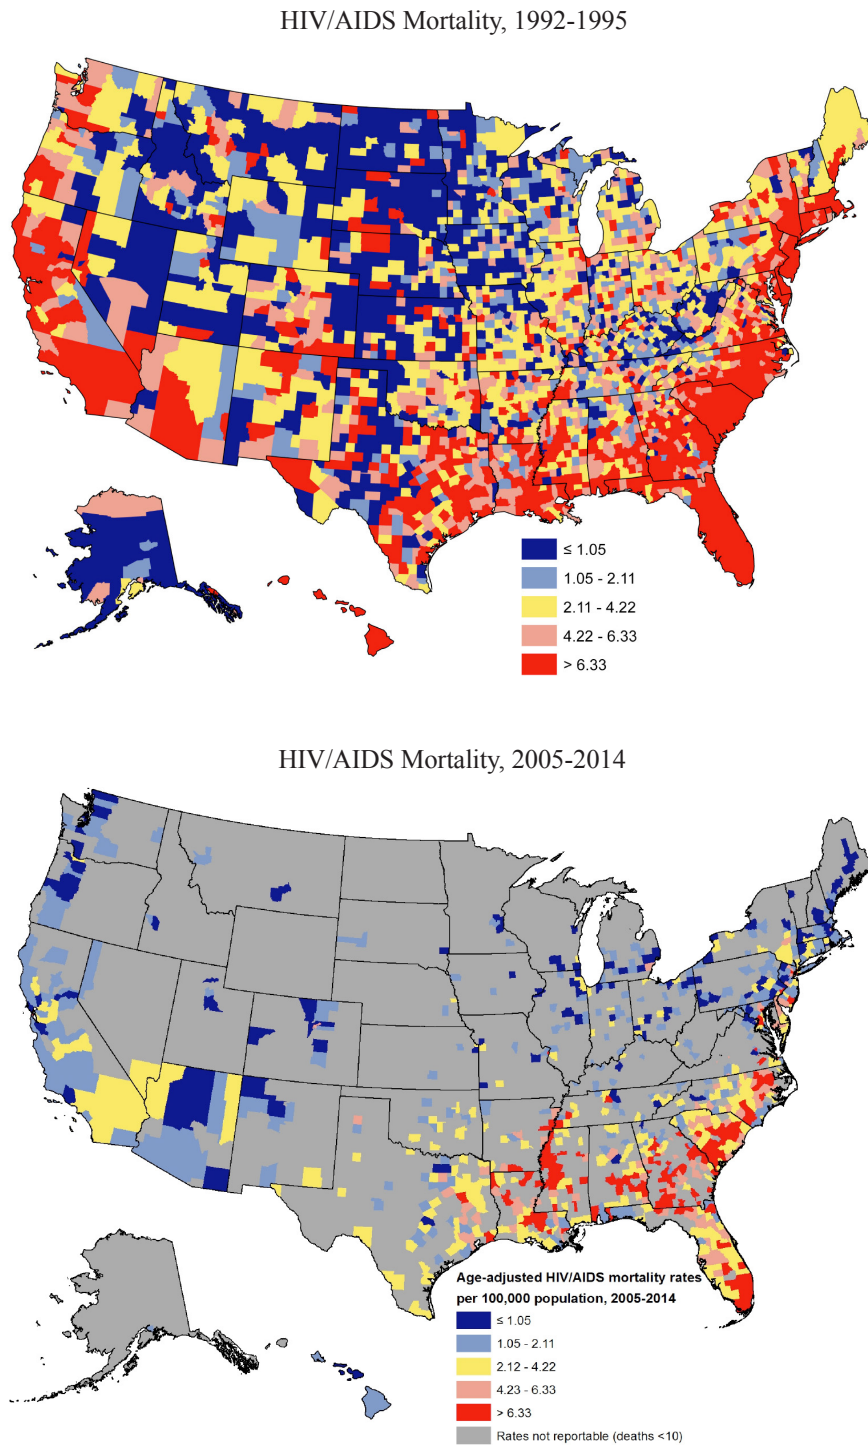 HIV/AIDS Mortality, 1992-1995
≤ 1.05
1.05 - 2.11
2.11 - 4.22
4.22 - 6.33
> 6.33
HIV/AIDS Mortality, 2005-2014
Age-adjusted HIV/AIDS mortality rates
per 100,000 population, 2005-2014
≤ 1.05
1.05 - 2.11
2.12 - 4.22
4.23 - 6.33
> 6.33
Rates not reportable (deaths <10)